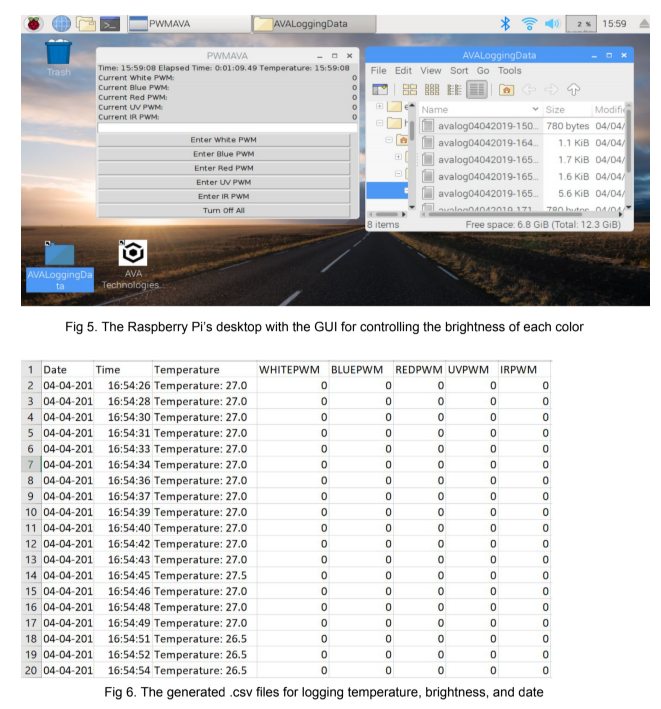 PWMAVA
AVALoggingData
2 %
15:59
Trash
PWMAVA
Time: 15:59:08 Elapsed Time: 0:01:09.49 Temperature: 15:59:08
Current White PWM: 0
Current Blue PWM: 0
Current Red PWM: 0
Current UV PWM: 0
Current IR PWM: 0
Enter White PWM
Enter Blue PWM
Enter Red PWM
Enter UV PWM
Enter IR PWM
Turn Off All
AVALoggingData
File Edit View Sort Go Tools
Name Size Modifie
avalog04042019-150... 780 bytes 04/04/
avalog04042019-164... 1.1 KiB 04/04/
avalog04042019-165... 1.7 KiB 04/04/
avalog04042019-165... 1.6 KiB 04/04/
avalog04042019-165... 5.6 KiB 04/04/
avalog04042019-171... 780 bytes 04/04/
8 items Free space: 6.8 GiB (Total: 12.3 GiB)
AVALoggingDa
ta
AVA
Technologies...
Fig 5. The Raspberry Pi's desktop with the GUI for controlling the brightness of each color
1 Date Time Temperature WHITEPWM BLUEPWM REDPWM UVPWM IRPWM
2 04-04-201 16:54:26 Temperature: 27.0 0 0 0 0 0
3 04-04-201 16:54:28 Temperature: 27.0 0 0 0 0 0
4 04-04-201 16:54:30 Temperature: 27.0 0 0 0 0 0
5 04-04-201 16:54:31 Temperature: 27.0 0 0 0 0 0
6 04-04-201 16:54:33 Temperature: 27.0 0 0 0 0 0
7 04-04-201 16:54:34 Temperature: 27.0 0 0 0 0 0
8 04-04-201 16:54:36 Temperature: 27.0 0 0 0 0 0
9 04-04-201 16:54:37 Temperature: 27.0 0 0 0 0 0
10 04-04-201 16:54:39 Temperature: 27.0 0 0 0 0 0
11 04-04-201 16:54:40 Temperature: 27.0 0 0 0 0 0
12 04-04-201 16:54:42 Temperature: 27.0 0 0 0 0 0
13 04-04-201 16:54:43 Temperature: 27.0 0 0 0 0 0
14 04-04-201 16:54:45 Temperature: 27.5 0 0 0 0 0
15 04-04-201 16:54:46 Temperature: 27.0 0 0 0 0 0
16 04-04-201 16:54:48 Temperature: 27.0 0 0 0 0 0
17 04-04-201 16:54:49 Temperature: 27.0 0 0 0 0 0
18 04-04-201 16:54:51 Temperature: 26.5 0 0 0 0 0
19 04-04-201 16:54:52 Temperature: 26.5 0 0 0 0 0
20 04-04-201 16:54:54 Temperature: 26.5 0 0 0 0 0
Fig 6. The generated .csv files for logging temperature, brightness, and date